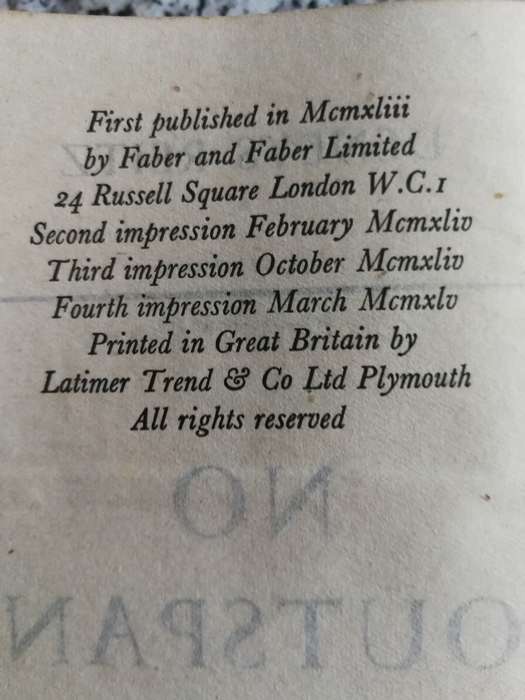 First published in Mcmxliii
by Faber and Faber Limited
24 Russell Square London W.C.1
Second impression February Mcmxliv
Third impression October Mcmxliv
Fourth impression March Mcmxlv
Printed in Great Britain by
Latimer Trend & Co Ltd Plymouth
All rights reserved
NO
OUTSPAN